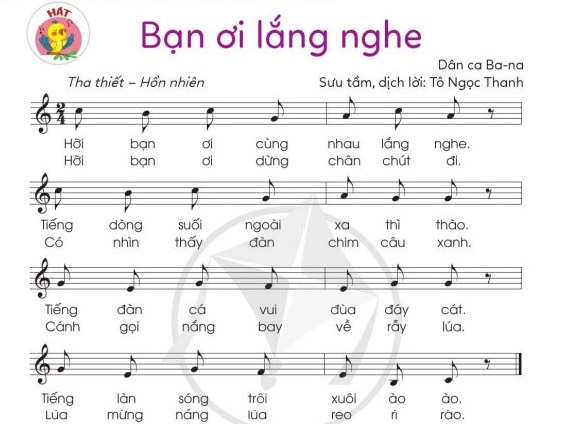 HÁT
Bạn ơi lắng nghe
Dân ca Ba-na
Tha thiết – Hồn nhiên
Sưu tầm, dịch lời: Tô Ngọc Thanh
2
4
Hỡi bạn ơi cùng nhau lắng nghe.
Hỡi bạn ơi dừng chân chút đi.
Tiếng dòng suối ngoài xa thì thào.
Có nhìn thấy đàn chim câu xanh.
Tiếng đàn cá vui đùa đáy cát.
Cánh gọi nắng bay về rẫy lúa.
Tiếng làn sóng trôi xuôi ào ào.
Lúa mừng nắng lúa reo rì rào.